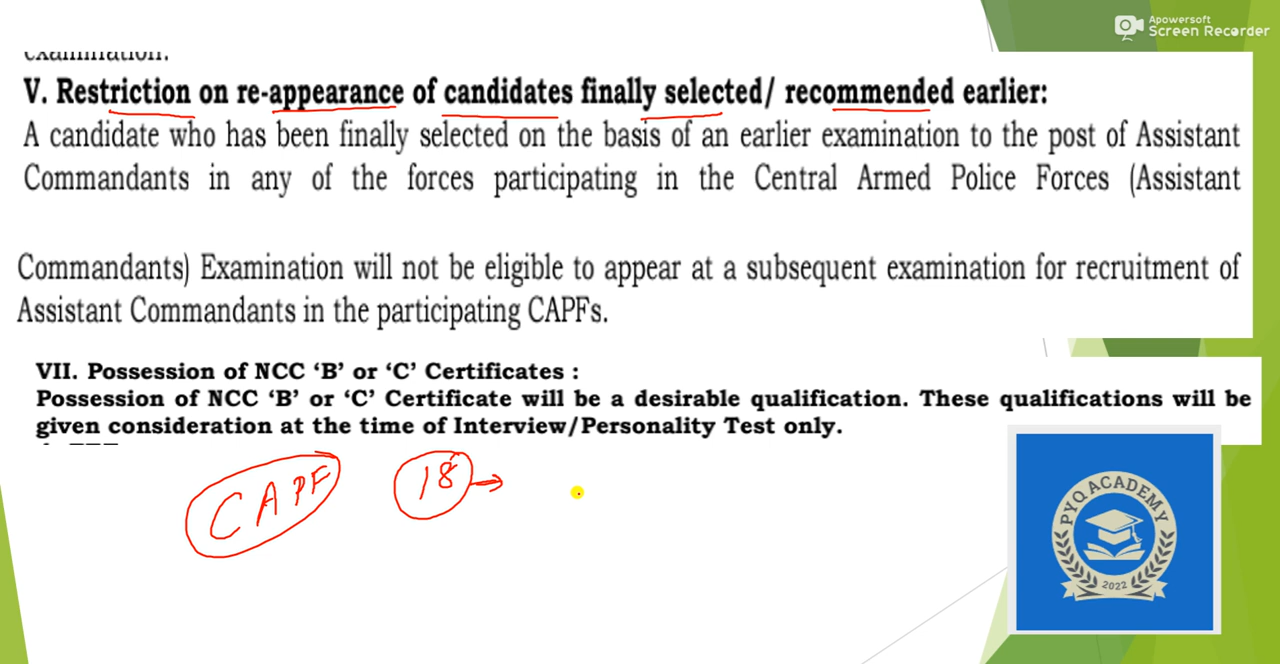 Apowersoft
Screen Recorder
examination.
V. Restriction on re-appearance of candidates finally selected/ recommended earlier:
A candidate who has been finally selected on the basis of an earlier examination to the post of Assistant
Commandants in any of the forces participating in the Central Armed Police Forces (Assistant
Commandants) Examination will not be eligible to appear at a subsequent examination for recruitment of
Assistant Commandants in the participating CAPFs.
VII. Possession of NCC ‘B’ or ‘C’ Certificates :
Possession of NCC ‘B’ or ‘C’ Certificate will be a desirable qualification. These qualifications will be
given consideration at the time of Interview/Personality Test only.
CAPF 18
PYQ ACADEMY
2022